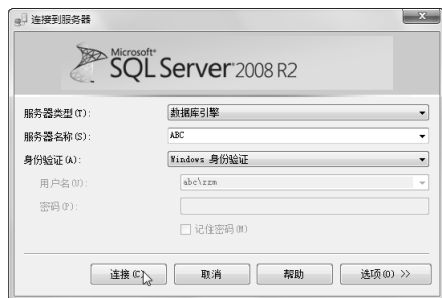 连接到服务器
Microsoft®
SQL Server® 2008 R2
服务器类型(T): 数据库引擎
服务器名称(S): ABC
身份验证(A): Windows 身份验证
用户名(U): abc\zzm
密码(P):
记住密码(M)
连接(C) 取消 帮助 选项(O) >>